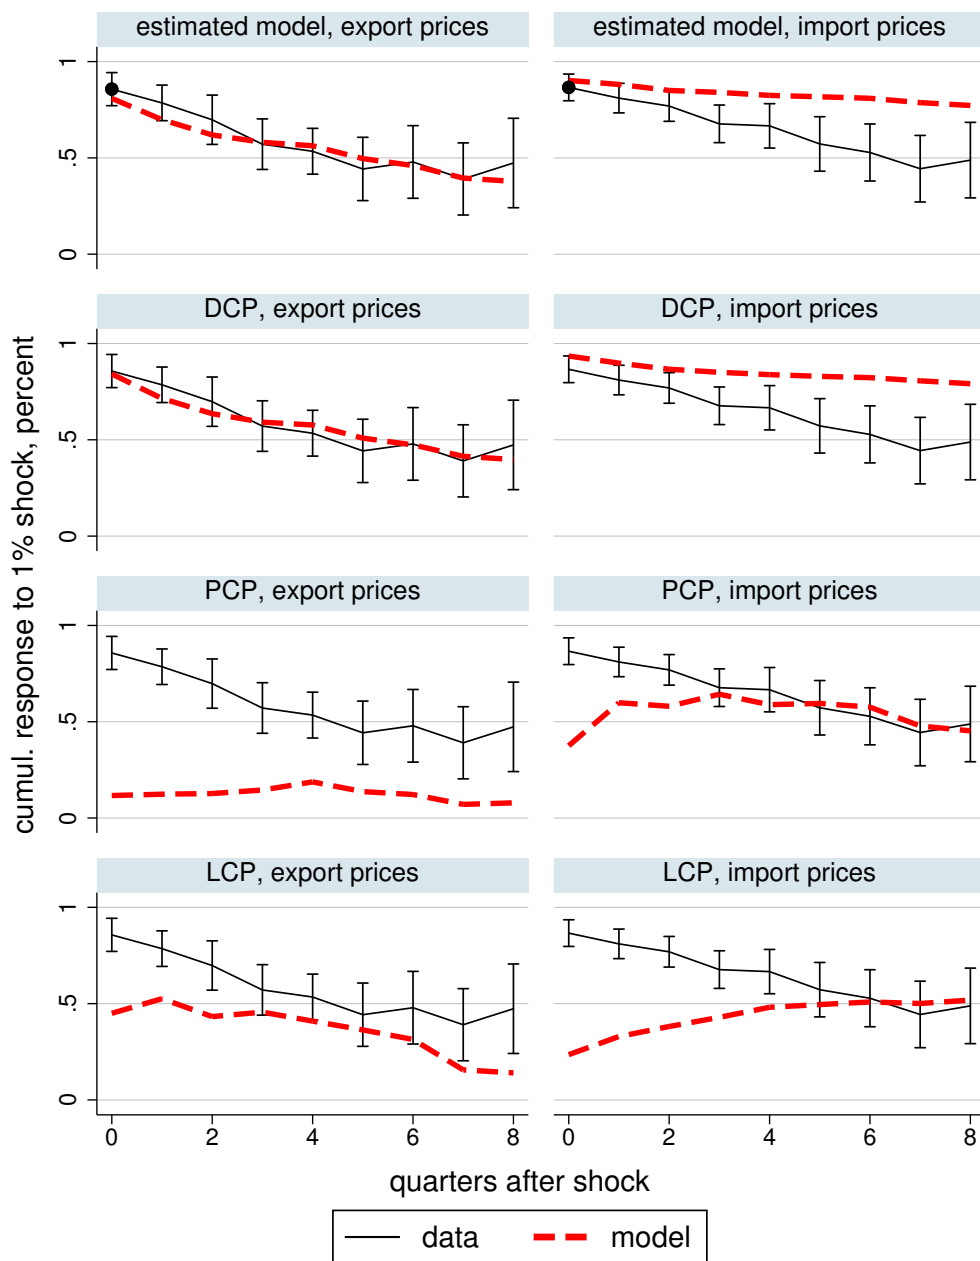 estimated model, export prices
estimated model, import prices
1
.5
0
DCP, export prices
DCP, import prices
1
.5
0
PCP, export prices
PCP, import prices
1
.5
0
LCP, export prices
LCP, import prices
1
.5
0
0 2 4 6 8
0 2 4 6 8
cumul. response to 1% shock, percent
quarters after shock
data
model